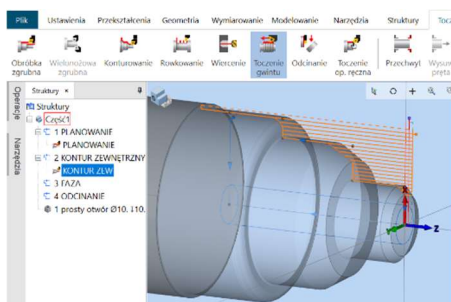 Plik Ustawienia Przekształcenia Geometria Wymiarowanie Modelowanie Narzędzia Struktury
Obróbka zgrubna
Wielonożowa zgrubna
Konturowanie
Rowkowanie
Wiercenie
Toczenie gwintu
Odcinanie
Toczenie op. ręczna
Przechwyt
Operacje
Narzędzia
Struktury ×
Struktury
Część1
1 PLANOWANIE
PLANOWANIE
2 KONTUR ZEWNĘTRZNY
KONTUR ZEW
3 FAZA
4 ODCINANIE
1 prosty otwór Ø10,
X
Y
Z